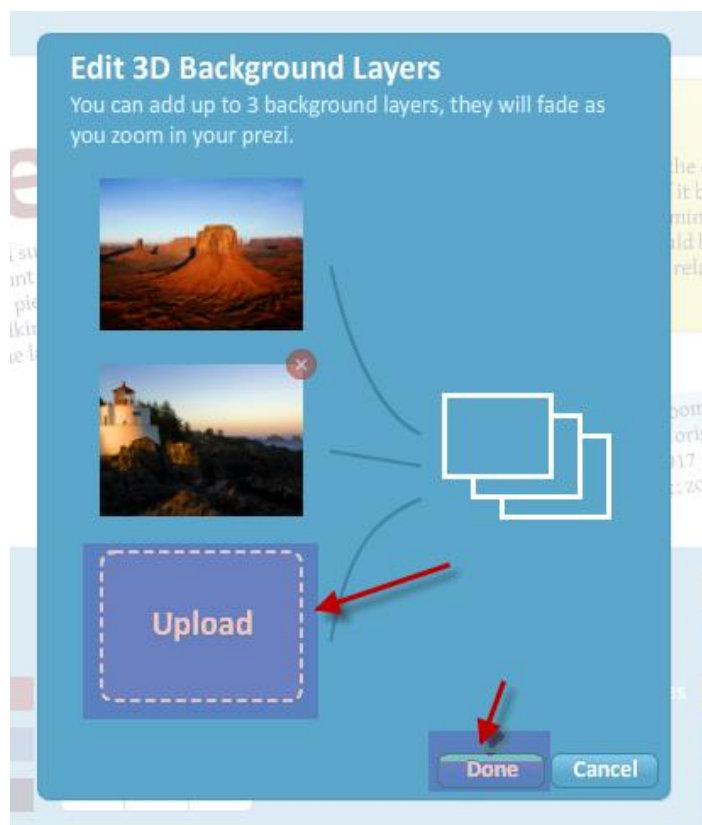 Edit 3D Background Layers
You can add up to 3 background layers, they will fade as
you zoom in your prezi.
Upload
Done
Cancel